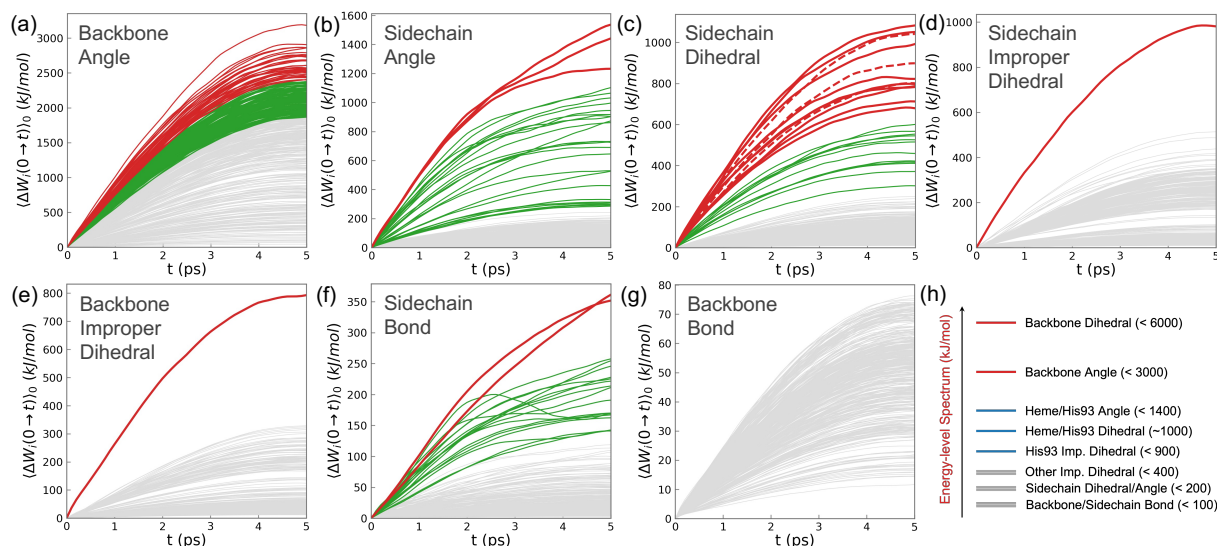 (a)
Backbone
Angle
⟨ΔW_i(0 → t)⟩_0 (kJ/mol)
3000
2500
2000
1500
1000
500
0
0 1 2 3 4 5
t (ps)
(b)
Sidechain
Angle
⟨ΔW_i(0 → t)⟩_0 (kJ/mol)
1600
1400
1200
1000
800
600
400
200
0
0 1 2 3 4 5
t (ps)
(c)
Sidechain
Dihedral
⟨ΔW_i(0 → t)⟩_0 (kJ/mol)
1000
800
600
400
200
0
0 1 2 3 4 5
t (ps)
(d)
Sidechain
Improper
Dihedral
⟨ΔW_i(0 → t)⟩_0 (kJ/mol)
1000
800
600
400
200
0
0 1 2 3 4 5
t (ps)
(e)
Backbone
Improper
Dihedral
⟨ΔW_i(0 → t)⟩_0 (kJ/mol)
800
700
600
500
400
300
200
100
0
0 1 2 3 4 5
t (ps)
(f)
Sidechain
Bond
⟨ΔW_i(0 → t)⟩_0 (kJ/mol)
350
300
250
200
150
100
50
0
0 1 2 3 4 5
t (ps)
(g)
Backbone
Bond
⟨ΔW_i(0 → t)⟩_0 (kJ/mol)
80
70
60
50
40
30
20
10
0
0 1 2 3 4 5
t (ps)
(h)
Energy-level Spectrum (kJ/mol)
Backbone Dihedral (< 6000)
Backbone Angle (< 3000)
Heme/His93 Angle (< 1400)
Heme/His93 Dihedral (~1000)
His93 Imp. Dihedral (< 900)
Other Imp. Dihedral (< 400)
Sidechain Dihedral/Angle (< 200)
Backbone/Sidechain Bond (< 100)